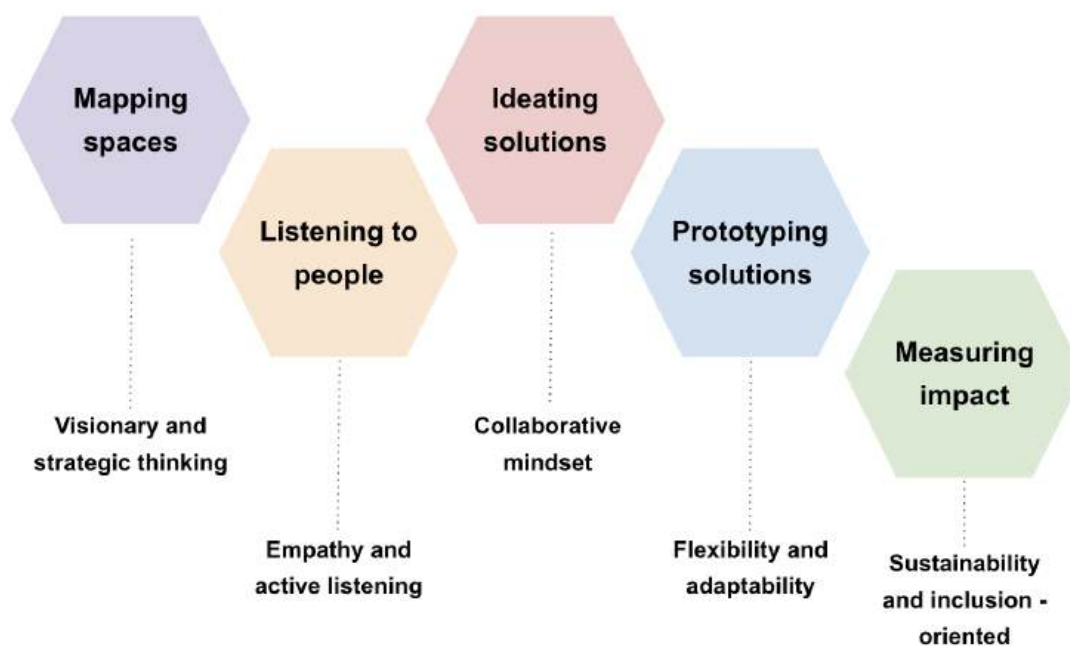 Mapping
spaces
Listening to
people
Ideating
solutions
Prototyping
solutions
Measuring
impact
Visionary and
strategic thinking
Empathy and
active listening
Collaborative
mindset
Flexibility and
adaptability
Sustainability
and inclusion -
oriented